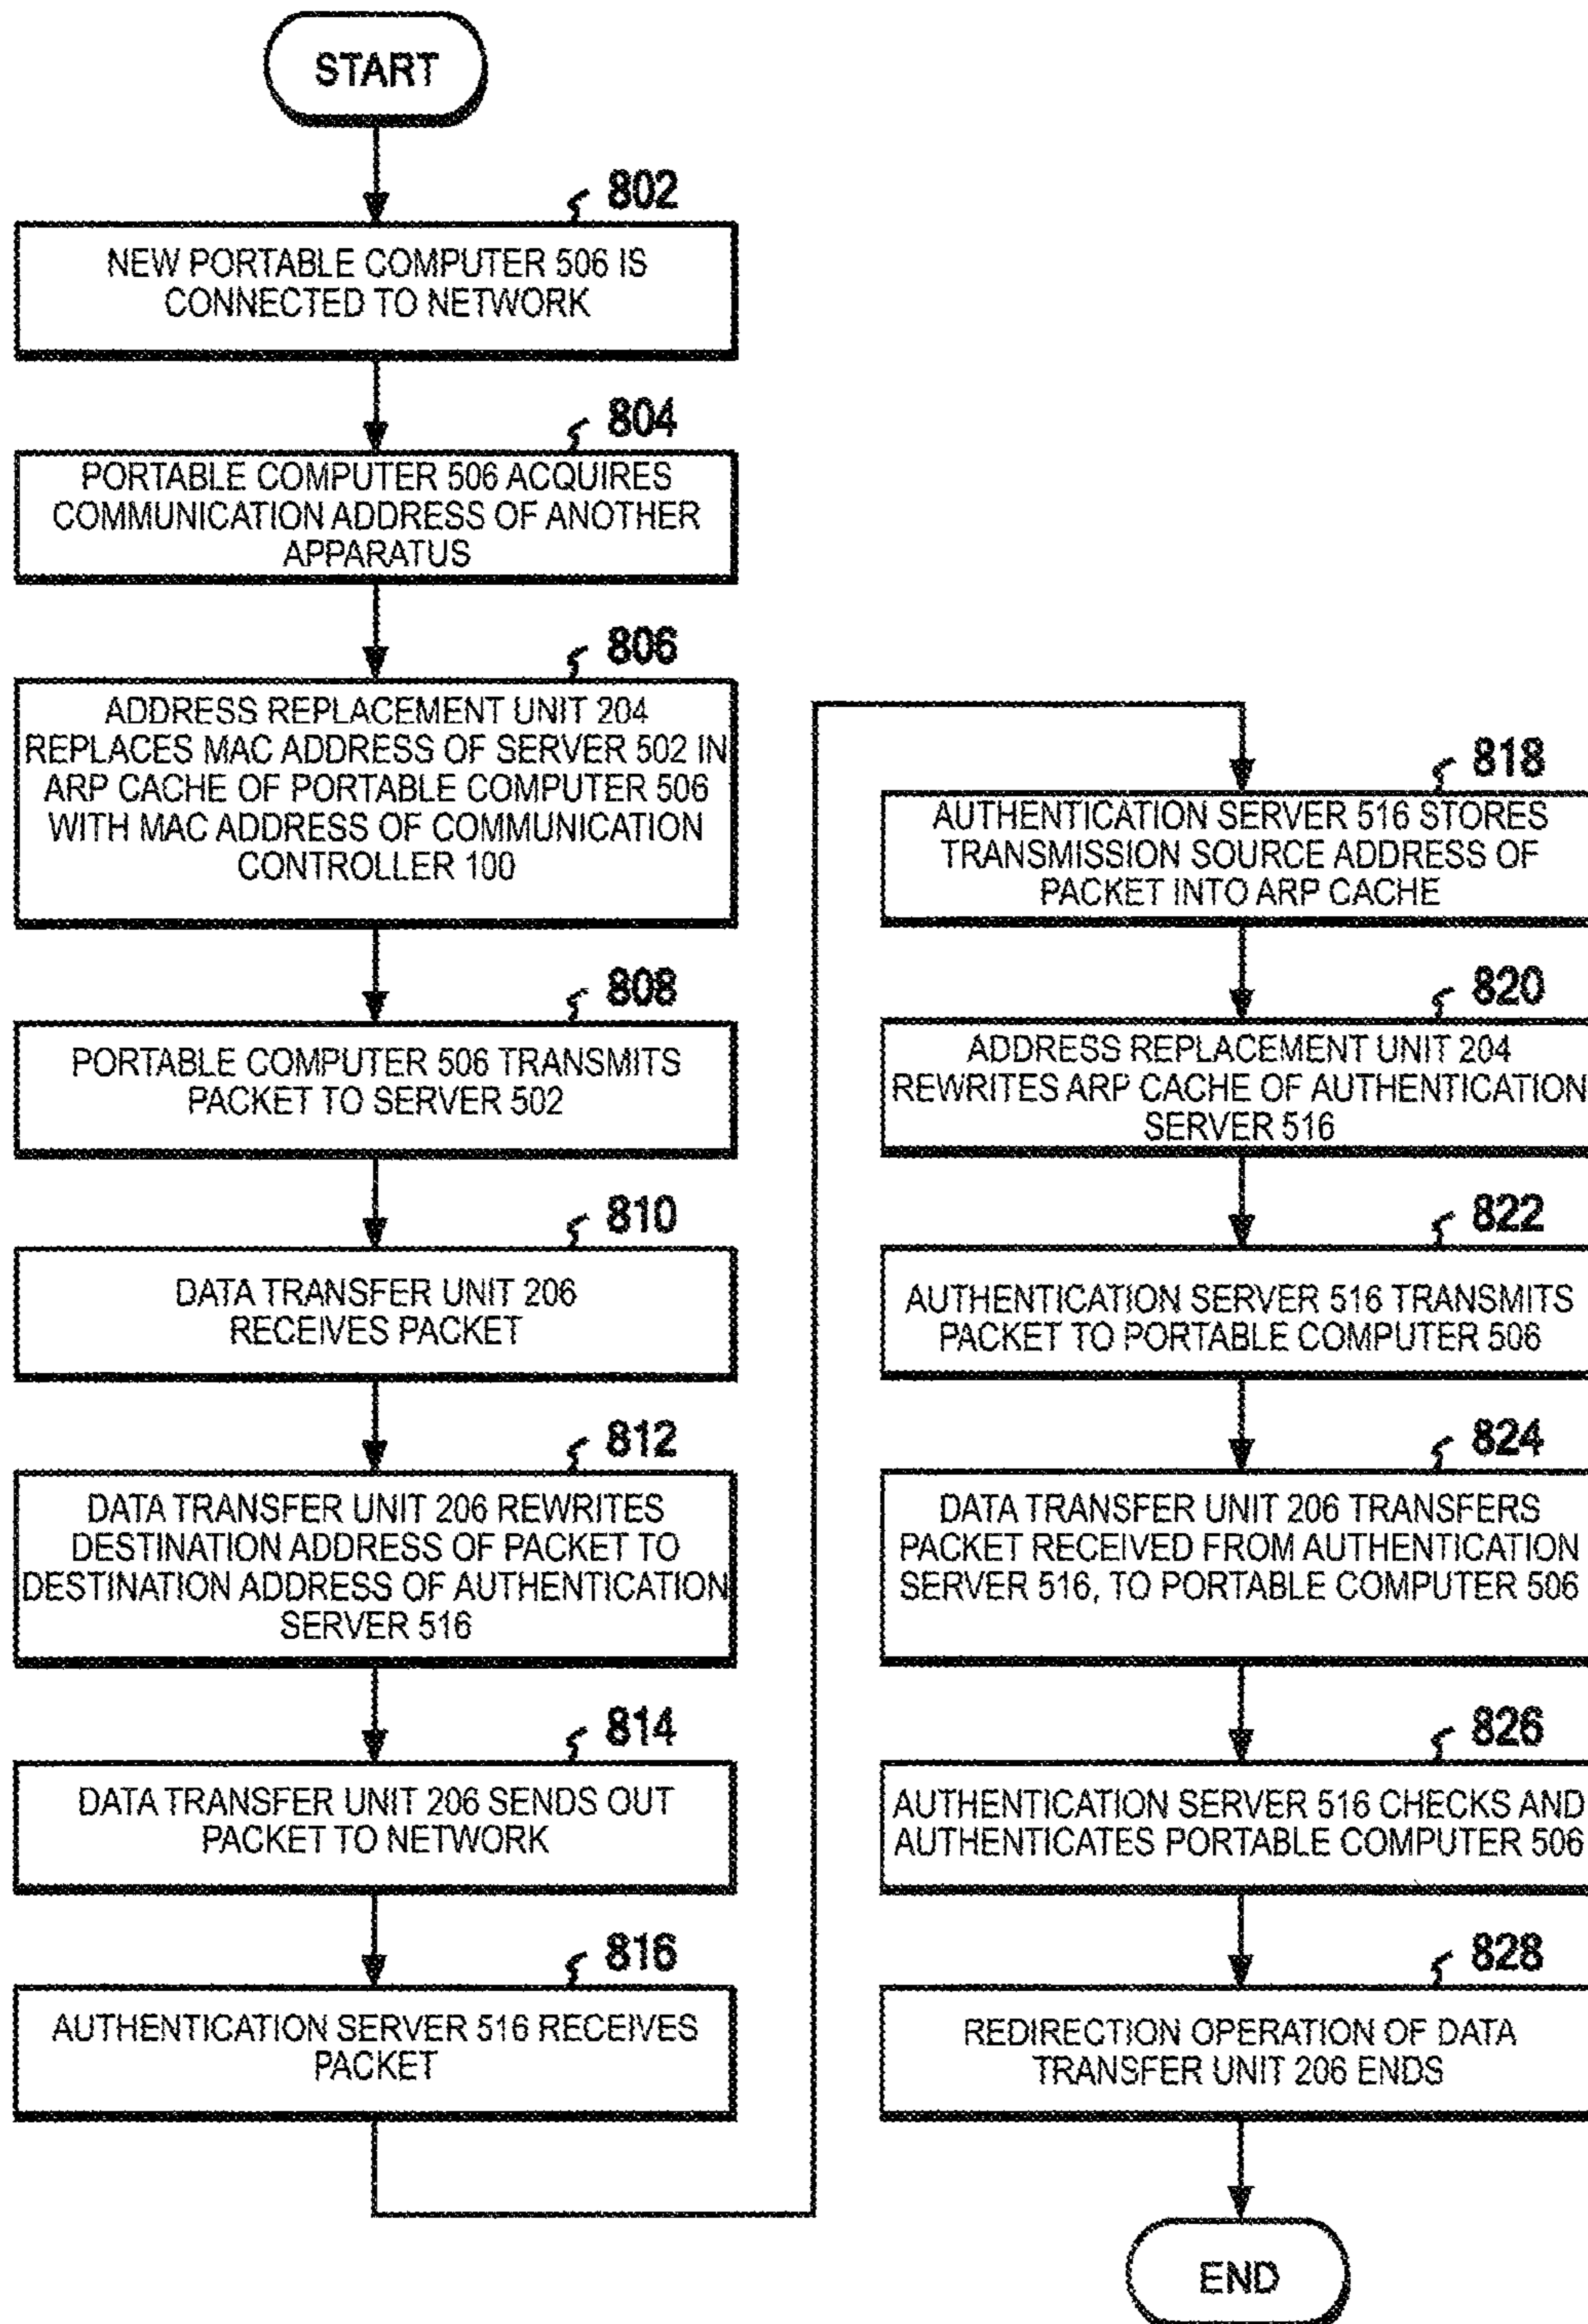 START
802
NEW PORTABLE COMPUTER 506 IS
CONNECTED TO NETWORK
804
PORTABLE COMPUTER 506 ACQUIRES
COMMUNICATION ADDRESS OF ANOTHER
APPARATUS
806
ADDRESS REPLACEMENT UNIT 204
REPLACES MAC ADDRESS OF SERVER 502 IN
ARP CACHE OF PORTABLE COMPUTER 506
WITH MAC ADDRESS OF COMMUNICATION
CONTROLLER 100
808
PORTABLE COMPUTER 506 TRANSMITS
PACKET TO SERVER 502
810
DATA TRANSFER UNIT 206
RECEIVES PACKET
812
DATA TRANSFER UNIT 206 REWRITES
DESTINATION ADDRESS OF PACKET TO
DESTINATION ADDRESS OF AUTHENTICATION
SERVER 516
814
DATA TRANSFER UNIT 206 SENDS OUT
PACKET TO NETWORK
816
AUTHENTICATION SERVER 516 RECEIVES
PACKET
818
AUTHENTICATION SERVER 516 STORES
TRANSMISSION SOURCE ADDRESS OF
PACKET INTO ARP CACHE
820
ADDRESS REPLACEMENT UNIT 204
REWRITES ARP CACHE OF AUTHENTICATION
SERVER 516
822
AUTHENTICATION SERVER 516 TRANSMITS
PACKET TO PORTABLE COMPUTER 506
824
DATA TRANSFER UNIT 206 TRANSFERS
PACKET RECEIVED FROM AUTHENTICATION
SERVER 516, TO PORTABLE COMPUTER 506
826
AUTHENTICATION SERVER 516 CHECKS AND
AUTHENTICATES PORTABLE COMPUTER 506
828
REDIRECTION OPERATION OF DATA
TRANSFER UNIT 206 ENDS
END